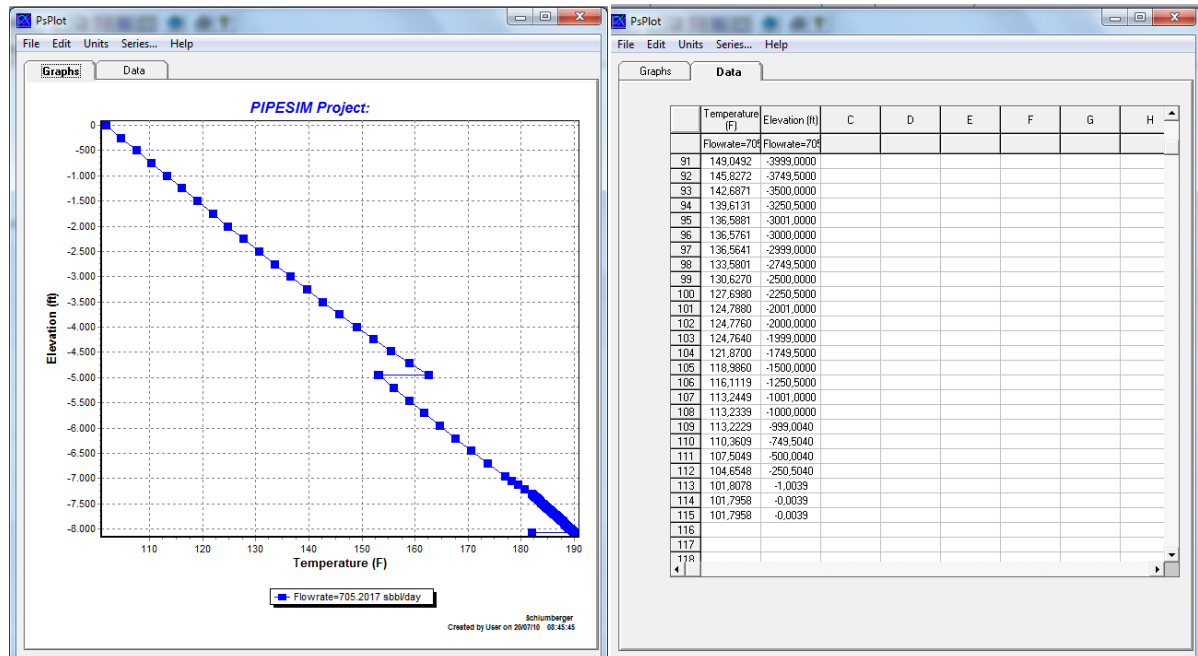 PsPlot
File Edit Units Series... Help
Graphs Data
PIPESIM Project:
Elevation (ft)
0
-500
-1.000
-1.500
-2.000
-2.500
-3.000
-3.500
-4.000
-4.500
-5.000
-5.500
-6.000
-6.500
-7.000
-7.500
-8.000
110 120 130 140 150 160 170 180 190
Temperature (F)
Flowrate=705.2017 sbbl/day
Schlumberger
Created by User on 20/07/10 08:45:45
PsPlot
File Edit Units Series... Help
Graphs Data
Temperature (F) Elevation (ft) C D E F G H
Flowrate=705 Flowrate=705
91 149,0492 -3999,0000
92 145,8272 -3749,5000
93 142,6871 -3500,0000
94 139,6131 -3250,5000
95 136,5881 -3001,0000
96 136,5761 -3000,0000
97 136,5641 -2999,0000
98 133,5801 -2749,5000
99 130,6270 -2500,0000
100 127,6980 -2250,5000
101 124,7880 -2001,0000
102 124,7760 -2000,0000
103 124,7640 -1999,0000
104 121,8700 -1749,5000
105 118,9860 -1500,0000
106 116,1119 -1250,5000
107 113,2449 -1001,0000
108 113,2339 -1000,0000
109 113,2229 -999,0040
110 110,3609 -749,5040
111 107,5049 -500,0040
112 104,6548 -250,5040
113 101,8078 -1,0039
114 101,7958 -0,0039
115 101,7958 -0,0039
116
117
118